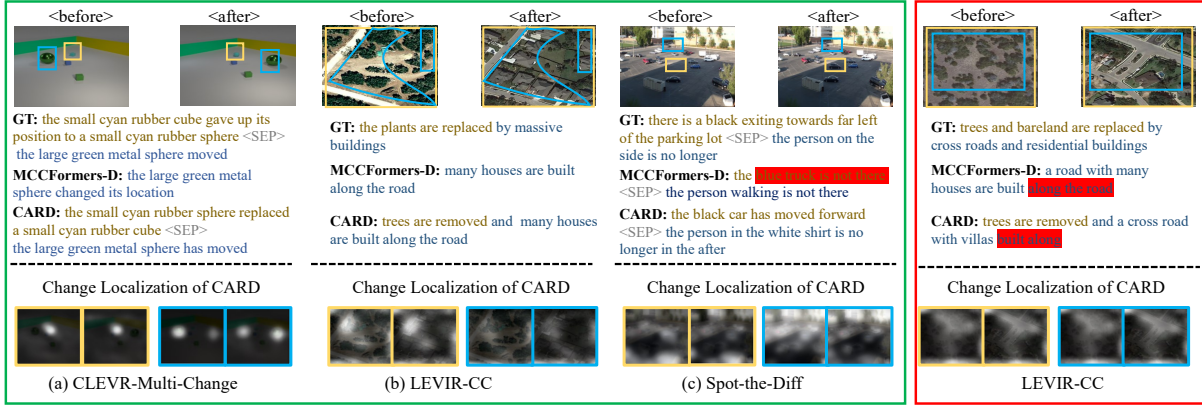 <before>
<after>
GT: the small cyan rubber cube gave up its
position to a small cyan rubber sphere <SEP>
the large green metal sphere moved
MCCFormers-D: the large green metal
sphere changed its location
CARD: the small cyan rubber sphere replaced
a small cyan rubber cube <SEP>
the large green metal sphere has moved
Change Localization of CARD
(a) CLEVR-Multi-Change
<before>
<after>
GT: the plants are replaced by massive
buildings
MCCFormers-D: many houses are built
along the road
CARD: trees are removed and many houses
are built along the road
Change Localization of CARD
(b) LEVIR-CC
<before>
<after>
GT: there is a black exiting towards far left
of the parking lot <SEP> the person on the
side is no longer
MCCFormers-D: the blue truck is not there
<SEP> the person walking is not there
CARD: the black car has moved forward
<SEP> the person in the white shirt is no
longer in the after
Change Localization of CARD
(c) Spot-the-Diff
<before>
<after>
GT: trees and bareland are replaced by
cross roads and residential buildings
MCCFormers-D: a road with many
houses are built along the road
CARD: trees are removed and a cross road
with villas built along
Change Localization of CARD
LEVIR-CC